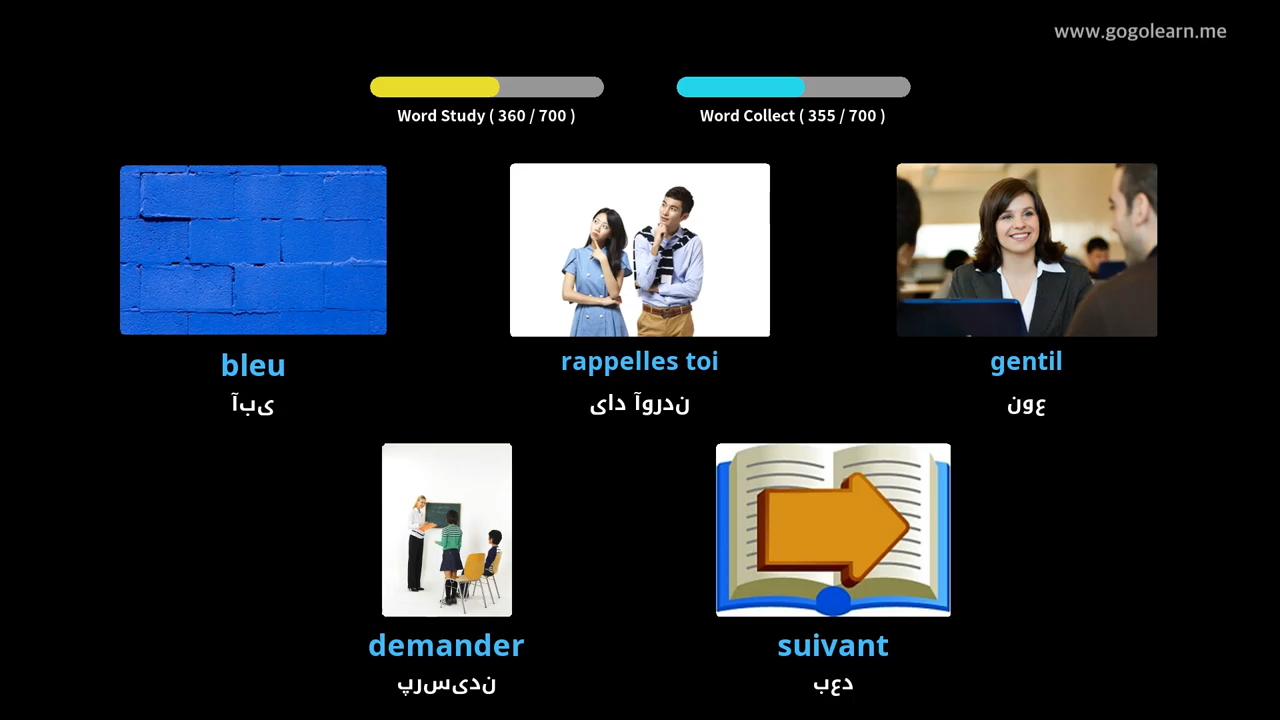 www.gogolearn.me
Word Study ( 360 / 700 )
Word Collect ( 355 / 700 )
bleu
آبی
rappelles toi
یاد آوردن
gentil
نوع
demander
پرسیدن
suivant
بعد